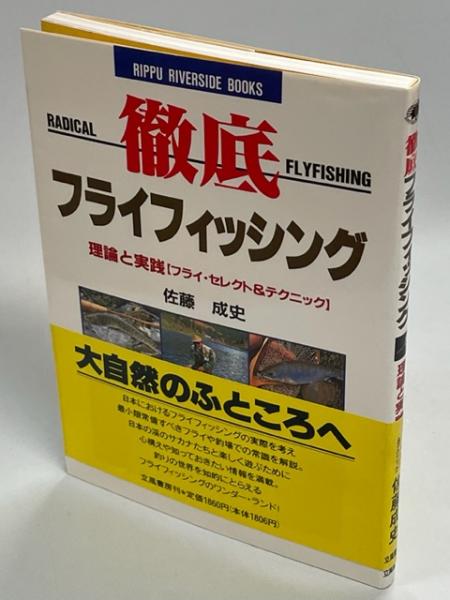 RIPPU RIVERSIDE BOOKS
RADICAL
徹底
FLYFISHING
フライフィッシング
理論と実践[フライ・セレクト&テクニック]
佐藤 成史
大自然のふところへ
日本におけるフライフィッシングの実際を考え
最小限常備すべきフライや釣場での常識を解説。
日本の渓のサカナたちと楽しく遊ぶために
心構えや知っておきたい情報を満載。
釣りの世界を知的にとらえる
フライフィッシングのワンダー・ランド!
立風書房刊●定価1860円(本体1806円)
徹底
フライフィッシング
理論と実
佐藤成史
立風書
立風書